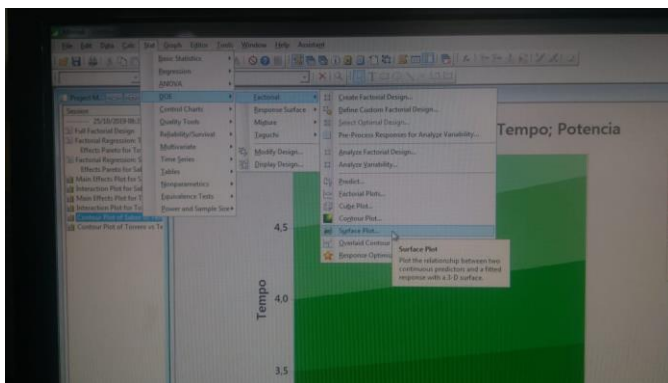 File Edit Data Calc Stat Graph Editor Tools Window Help Assistant
Basic Statistics
Regression
ANOVA
DOE
Control Charts
Quality Tools
Reliability/Survival
Multivariate
Time Series
Tables
Nonparametrics
Equivalence Tests
Power and Sample Size
Factorial
Response Surface
Mixture
Taguchi
Modify Design...
Display Design...
Create Factorial Design...
Define Custom Factorial Design...
Select Optimal Design...
Pre-Process Responses for Analyze Variability...
Analyze Factorial Design...
Analyze Variability...
Predict...
Factorial Plots...
Cube Plot...
Contour Plot...
Surface Plot...
Overlaid Contour
Response Optimi
Surface Plot
Plot the relationship between two
continuous predictors and a fitted
response with a 3-D surface.
Project M
Session
Full Factorial Design
Factorial Regression:
Effects Pareto for
Factorial Regression:
Effects Pareto for
Main Effects Plot for
Interaction Plot for
Main Effects Plot for
Interaction Plot for
Contour Plot of
Contour Plot of Torrero vs Te
Tempo; Potencia
4,5
Tempo
4,0
3,5